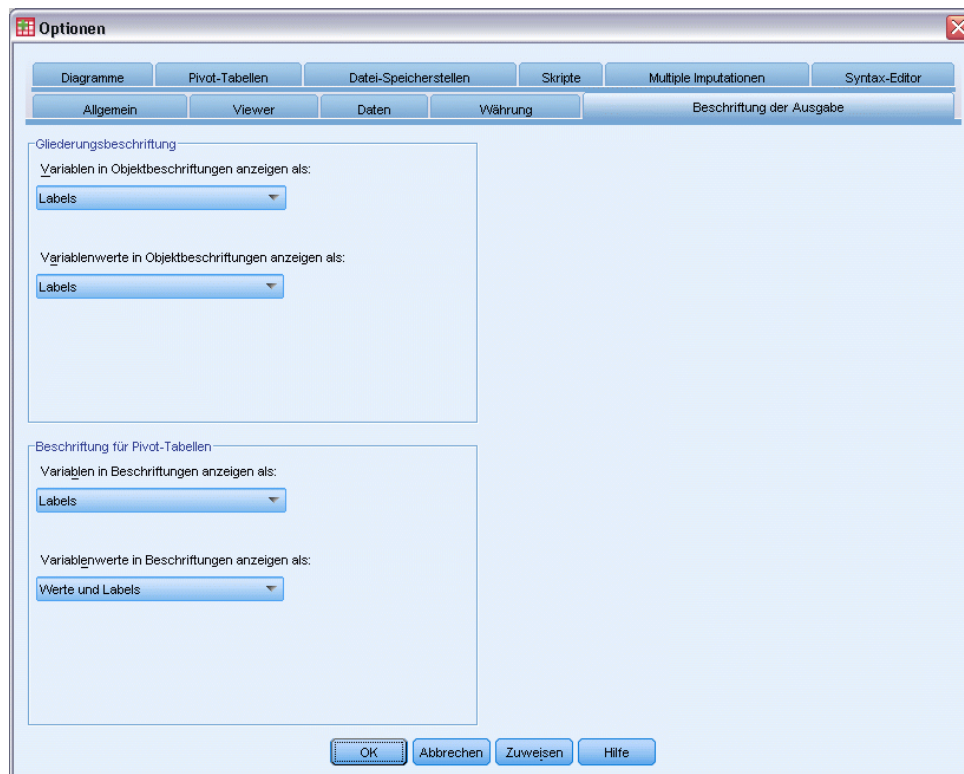 Optionen
Diagramme Pivot-Tabellen Datei-Speicherstellen Skripte Multiple Imputationen Syntax-Editor
Allgemein Viewer Daten Währung Beschriftung der Ausgabe
Gliederungsbeschriftung
Variablen in Objektbeschriftungen anzeigen als:
Labels
Variablenwerte in Objektbeschriftungen anzeigen als:
Labels
Beschriftung für Pivot-Tabellen
Variablen in Beschriftungen anzeigen als:
Labels
Variablenwerte in Beschriftungen anzeigen als:
Werte und Labels
OK Abbrechen Zuweisen Hilfe